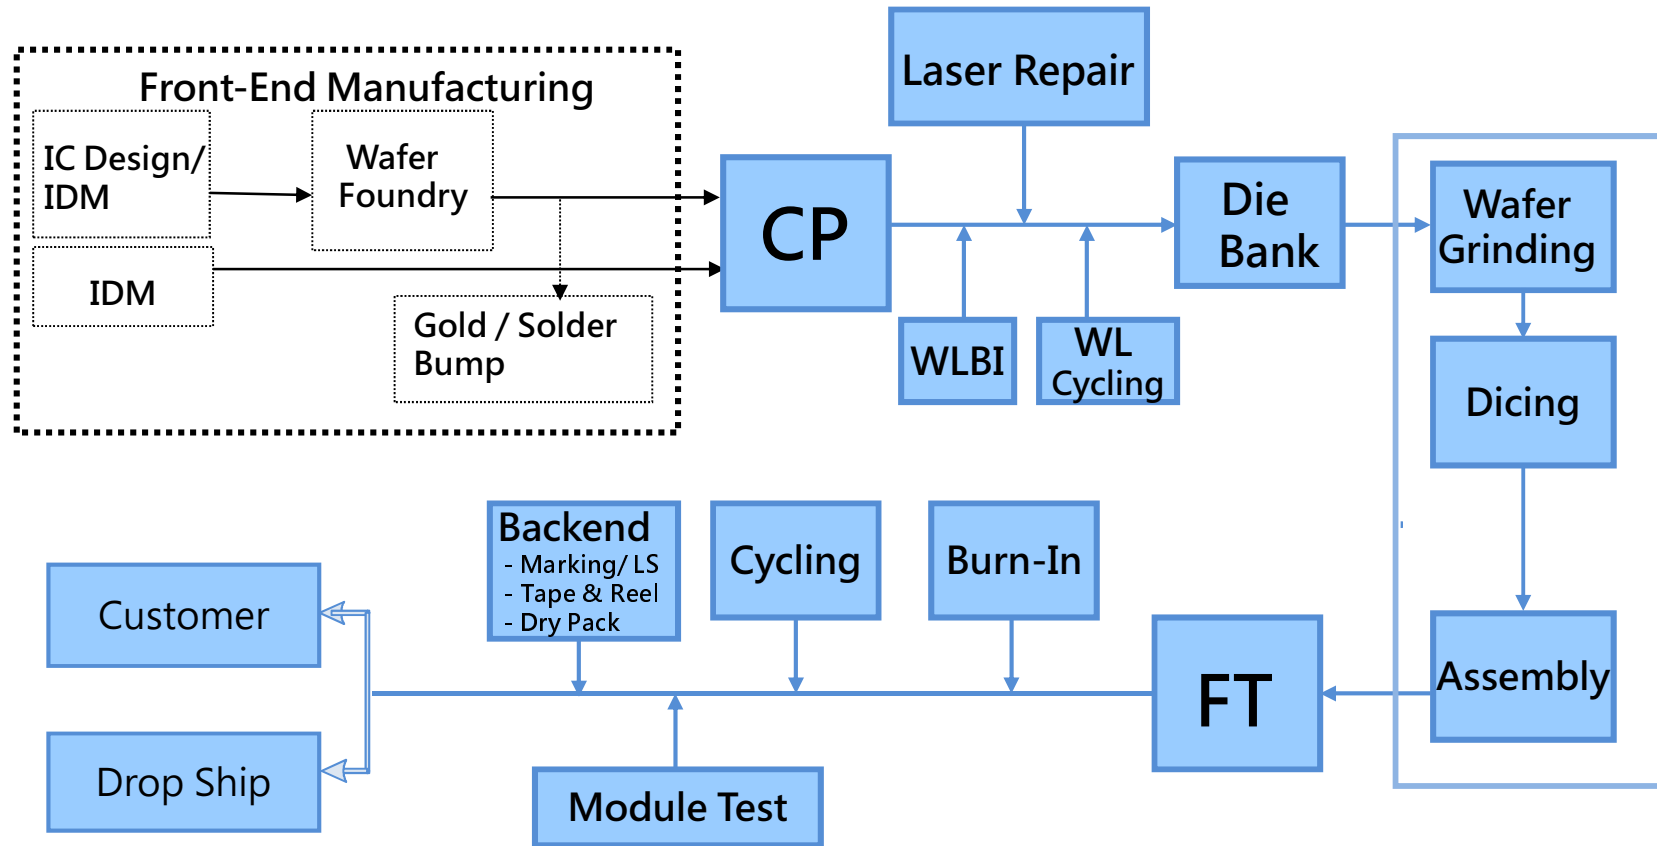 Front-End Manufacturing
IC Design/
IDM
Wafer
Foundry
IDM
Gold / Solder
Bump
CP
Laser Repair
WLBI
WL
Cycling
Die
Bank
Wafer
Grinding
Dicing
Assembly
FT
Burn-In
Cycling
Backend
- Marking/ LS
- Tape & Reel
- Dry Pack
Module Test
Customer
Drop Ship